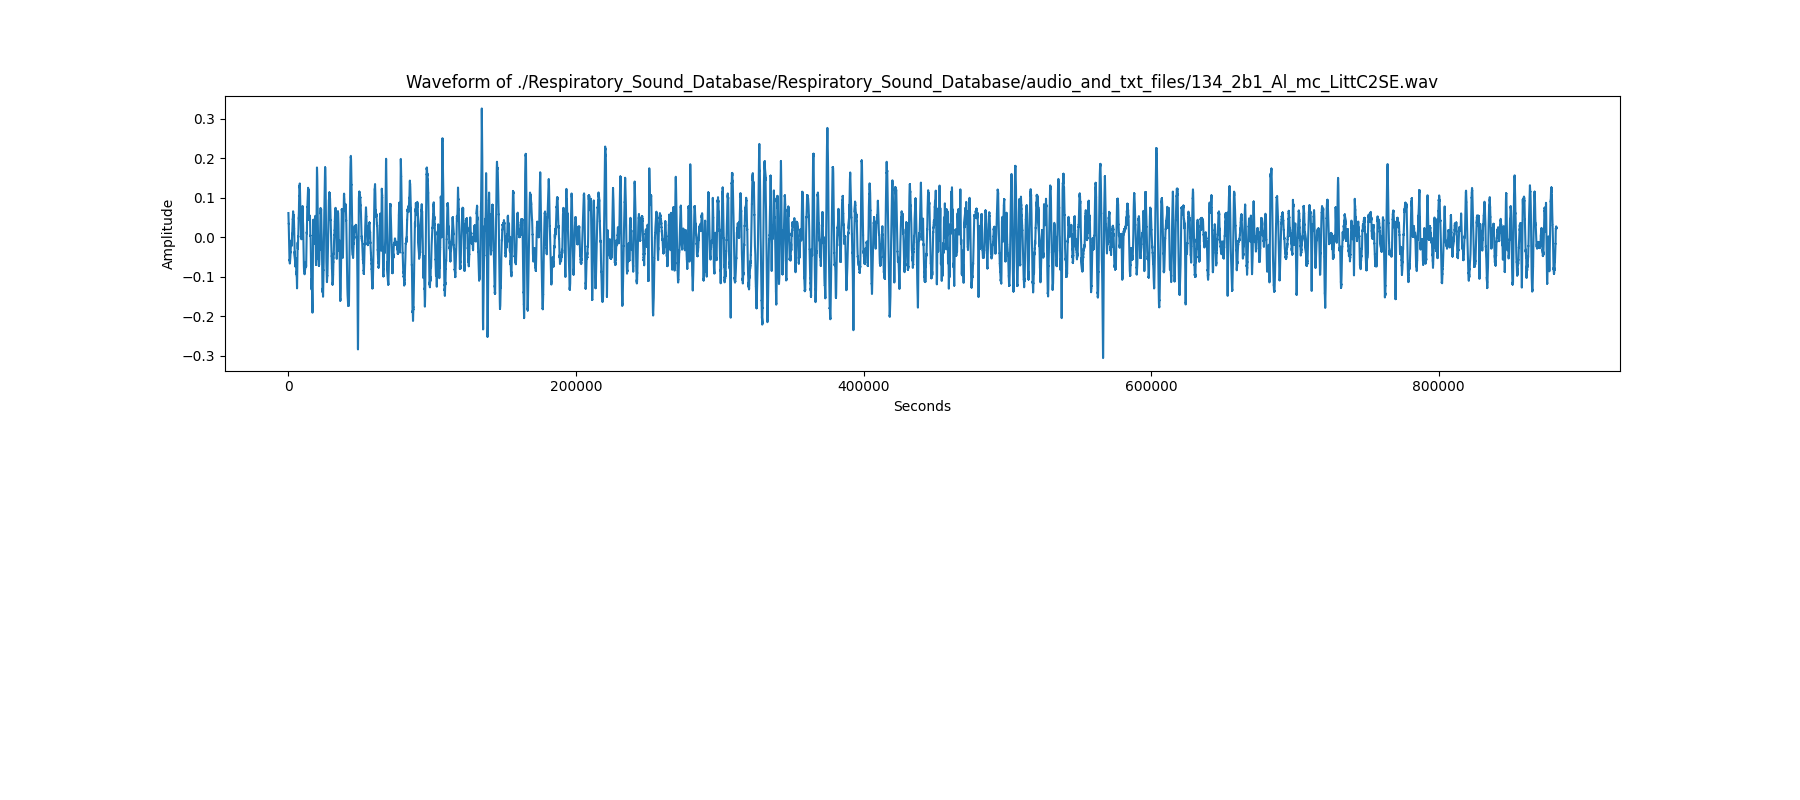 Waveform of ./Respiratory_Sound_Database/Respiratory_Sound_Database/audio_and_txt_files/134_2b1_Al_mc_LittC2SE.wav
0.3
0.2
0.1
0.0
−0.1
−0.2
−0.3
Amplitude
0 200000 400000 600000 800000
Seconds